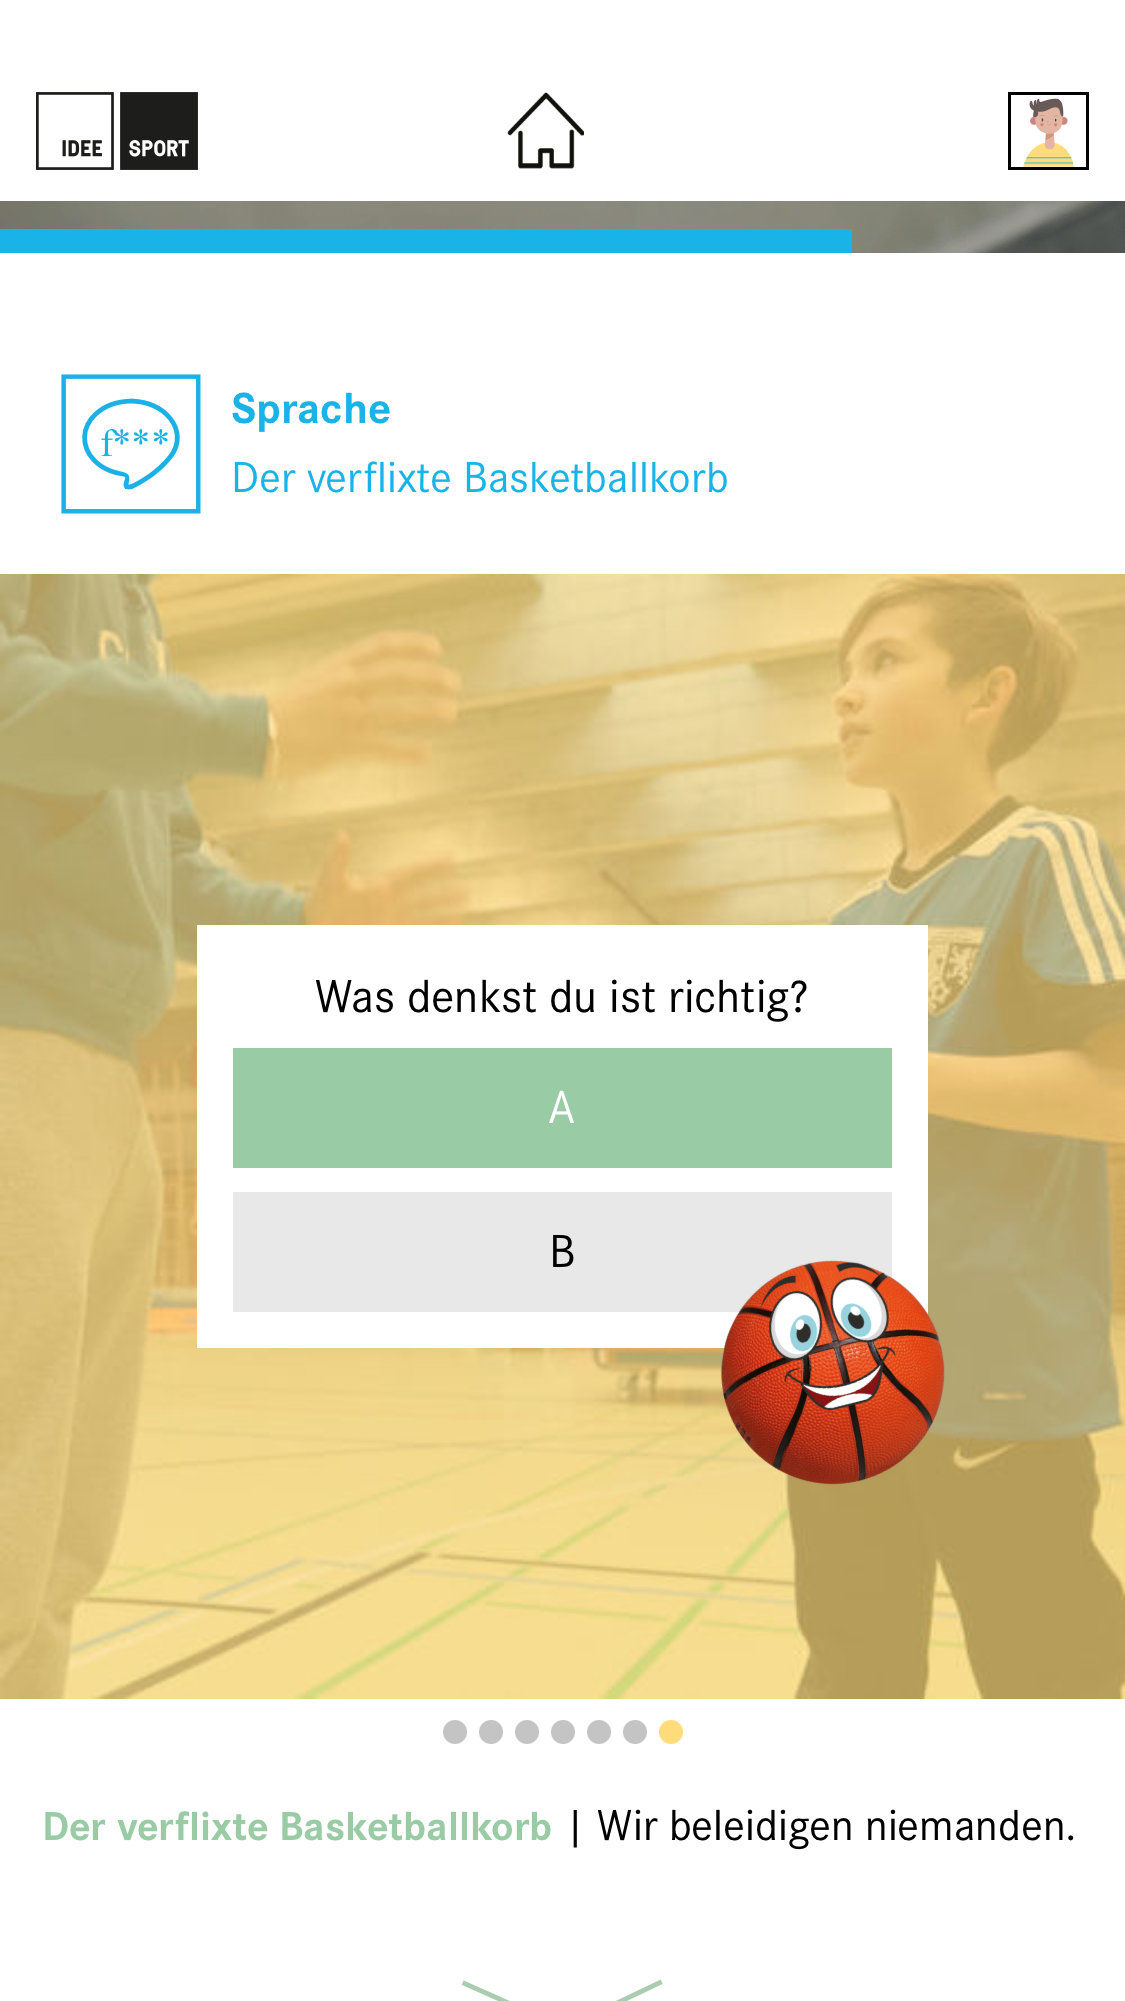 IDEE SPORT
Sprache
f***
Der verflixte Basketballkorb
Was denkst du ist richtig?
A
B
Der verflixte Basketballkorb | Wir beleidigen niemanden.